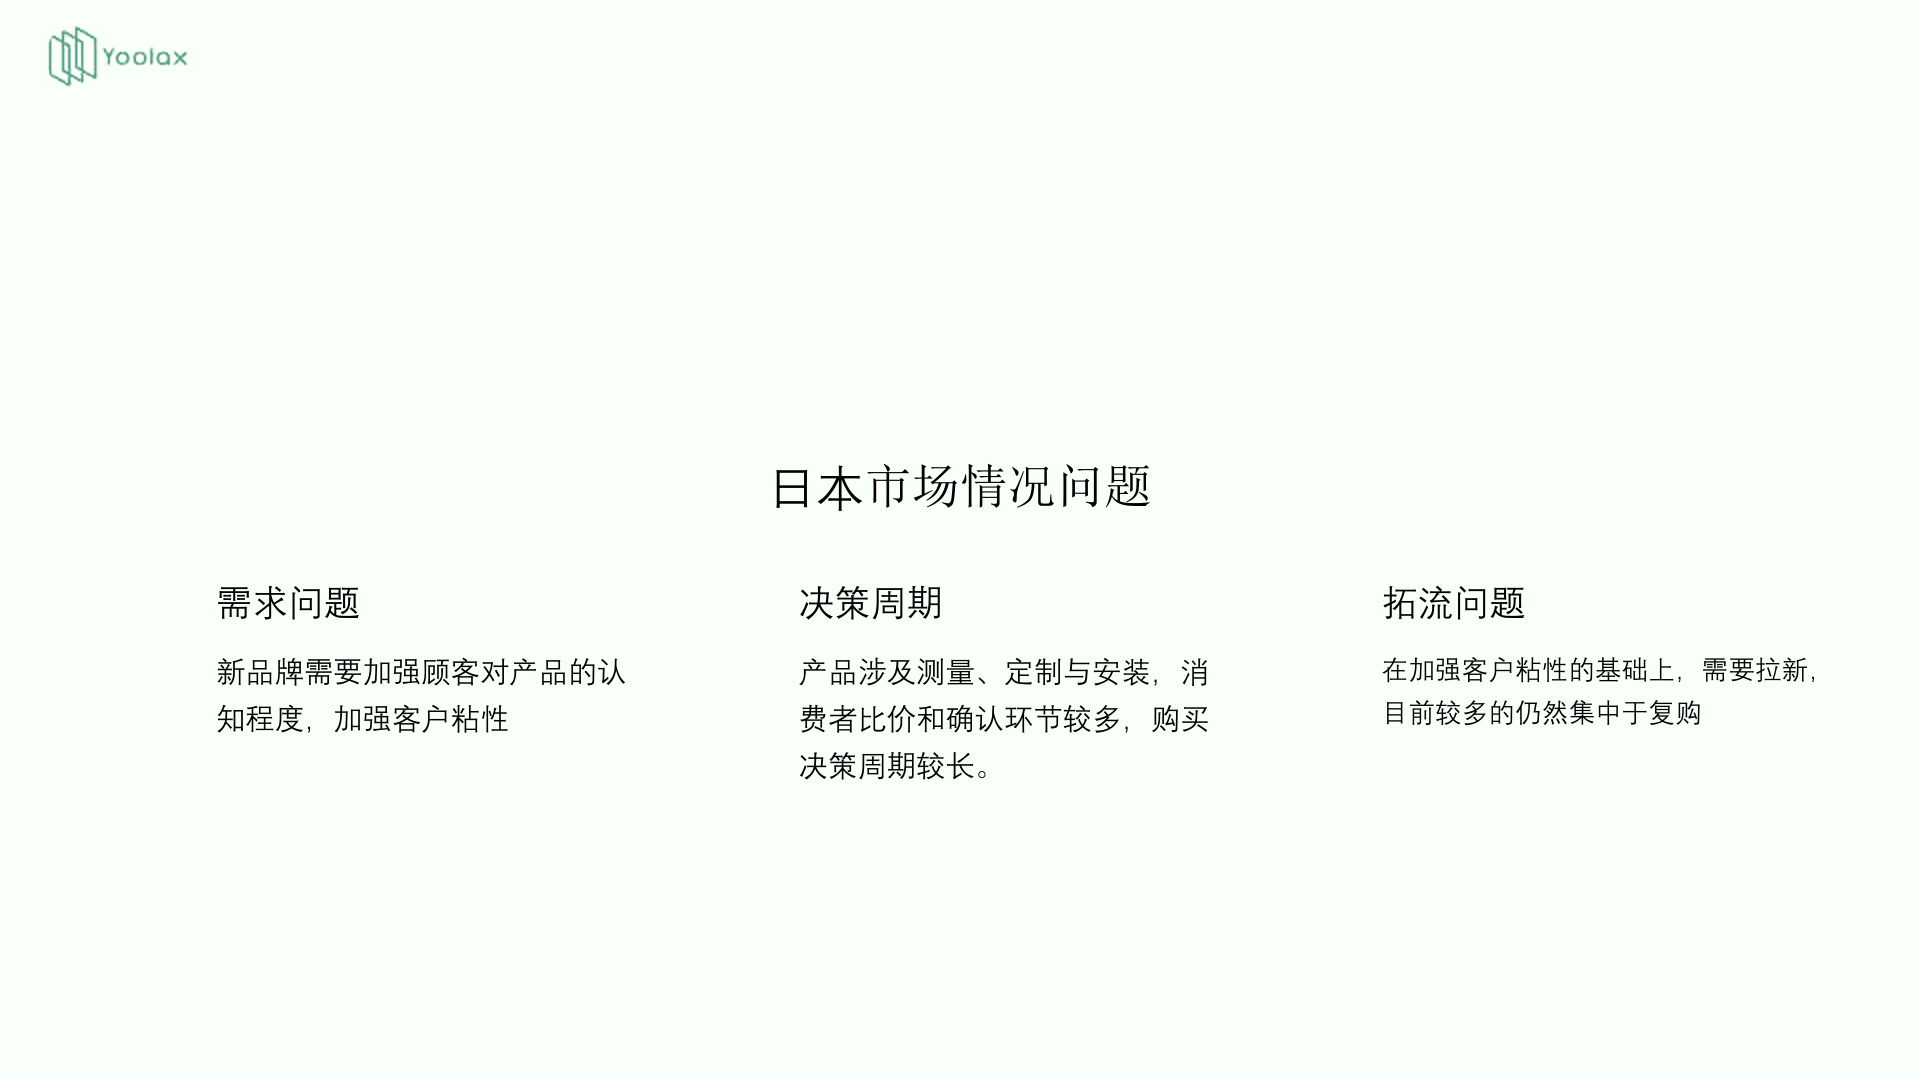 Yoolax
日本市场情况问题
需求问题
新品牌需要加强顾客对产品的认
知程度，加强客户粘性
决策周期
产品涉及测量、定制与安装，消
费者比价和确认环节较多，购买
决策周期较长。
拓流问题
在加强客户粘性的基础上，需要拉新，
目前较多的仍然集中于复购